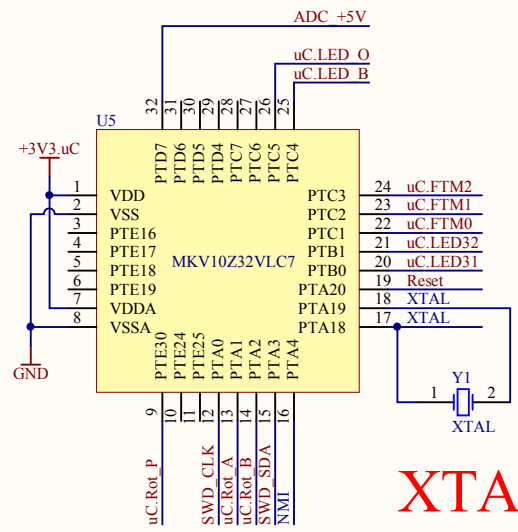 ADC_+5V
uC.LED_O
uC.LED_B
32 31 30 29 28 27 26 25
U5
+3V3.uC
PTD7 PTD6 PTD5 PTD4 PTC7 PTC6 PTC5 PTC4
1 VDD PTC3 24 uC.FTM2
2 VSS PTC2 23 uC.FTM1
3 PTE16 PTC1 22 uC.FTM0
4 PTE17 PTB1 21 uC.LED32
MKV10Z32VLC7
5 PTE18 PTB0 20 uC.LED31
6 PTE19 PTA20 19 Reset
7 VDDA PTA19 18 XTAL
8 VSSA PTA18 17 XTAL
GND
PTE30 PTE24 PTE25 PTA0 PTA1 PTA2 PTA3 PTA4
Y1
1 2
XTAL
9 10 11 12 13 14 15 16
uC.Rot_P SWD_CLK uC.Rot_A uC.Rot_B SWD_SDA NMI
XTA